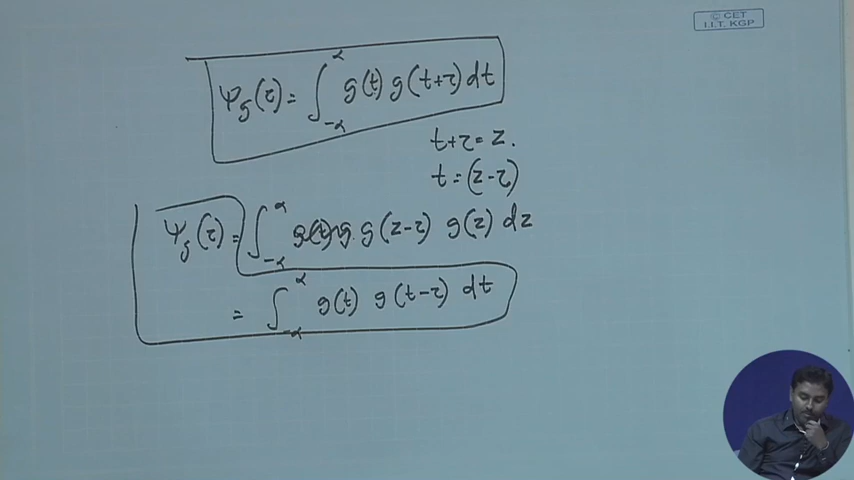 © CET
I.I.T. KGP
ψg(τ) = ∫_{-α}^{α} g(t) g(t+τ) dt
t+τ = z.
t = (z-τ)
ψg(τ) = ∫_{-α}^{α} g(z-τ) g(z) dz
= ∫_{-α}^{α} g(t) g(t-τ) dt